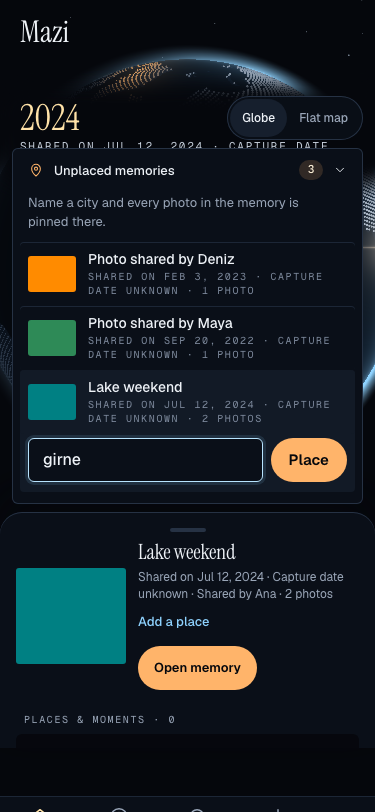 Mazi
2024
Globe
Flat map
SHARED ON JUL 12, 2024 · CAPTURE DATE
Unplaced memories
3
Name a city and every photo in the memory is
pinned there.
Photo shared by Deniz
SHARED ON FEB 3, 2023 · CAPTURE
DATE UNKNOWN · 1 PHOTO
Photo shared by Maya
SHARED ON SEP 20, 2022 · CAPTURE
DATE UNKNOWN · 1 PHOTO
Lake weekend
SHARED ON JUL 12, 2024 · CAPTURE
DATE UNKNOWN · 2 PHOTOS
girne
Place
Lake weekend
Shared on Jul 12, 2024 · Capture date
unknown · Shared by Ana · 2 photos
Add a place
Open memory
PLACES & MOMENTS · 0